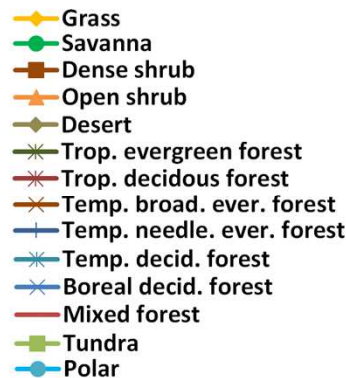 Grass
Savanna
Dense shrub
Open shrub
Desert
Trop. evergreen forest
Trop. decidous forest
Temp. broad. ever. forest
Temp. needle. ever. forest
Temp. decid. forest
Boreal decid. forest
Mixed forest
Tundra
Polar